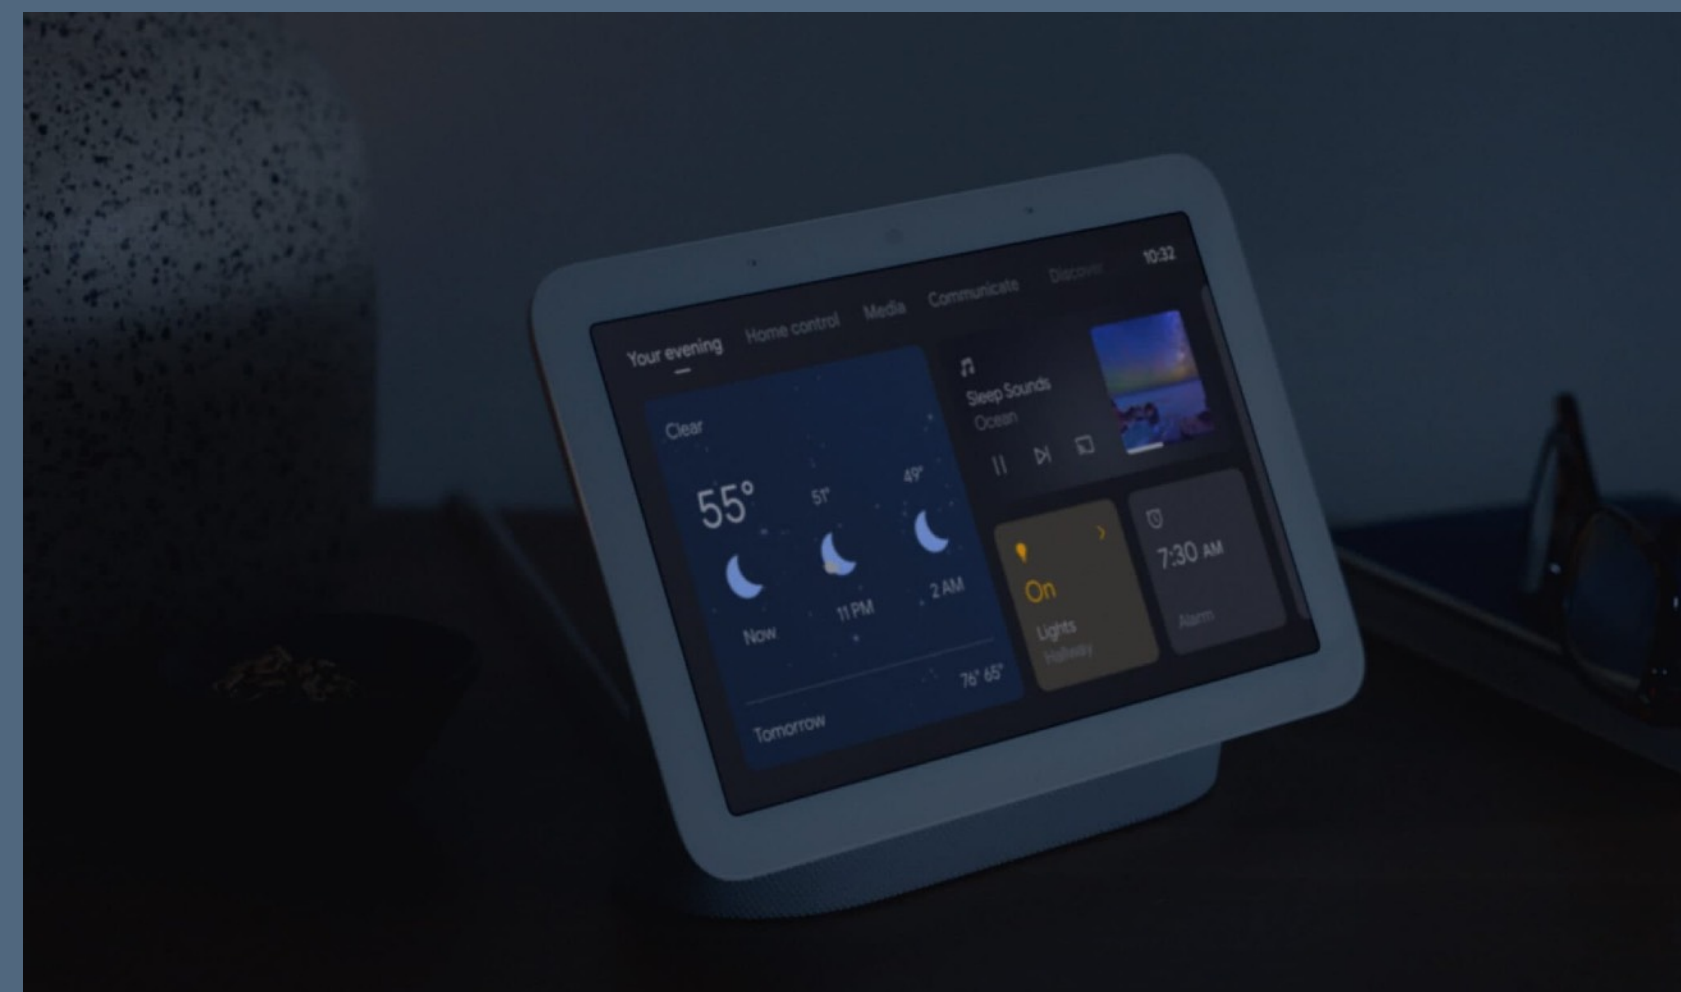 Your evening
Home control
Media
Communicate
Discover
10:32
Clear
55°
51°
49°
Now
11 PM
2 AM
Tomorrow
76° 65°
Sleep Sounds
Ocean
On
Lights
Hallway
7:30 AM
Alarm